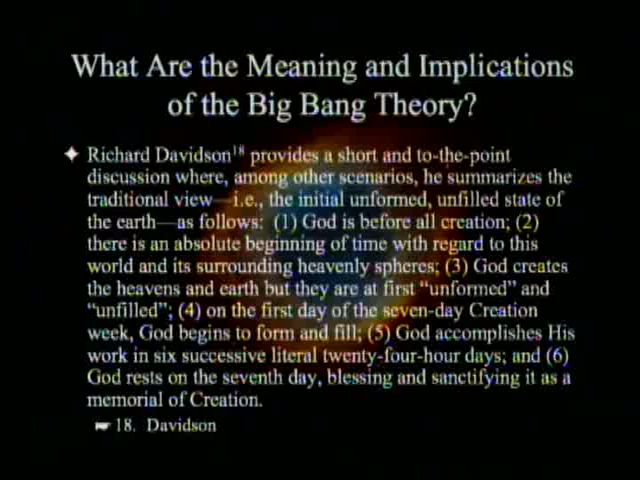 What Are the Meaning and Implications
of the Big Bang Theory?
Richard Davidson18 provides a short and to-the-point
discussion where, among other scenarios, he summarizes the
traditional view—i.e., the initial unformed, unfilled state of
the earth—as follows: (1) God is before all creation; (2)
there is an absolute beginning of time with regard to this
world and its surrounding heavenly spheres; (3) God creates
the heavens and earth but they are at first “unformed” and
“unfilled”; (4) on the first day of the seven-day Creation
week, God begins to form and fill; (5) God accomplishes His
work in six successive literal twenty-four-hour days; and (6)
God rests on the seventh day, blessing and sanctifying it as a
memorial of Creation.
18. Davidson